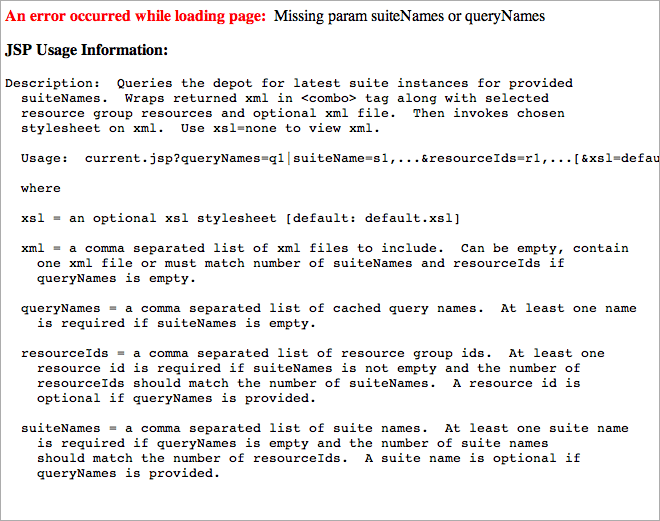 An error occurred while loading page: Missing param suiteNames or queryNames
JSP Usage Information:
Description: Queries the depot for latest suite instances for provided
suiteNames. Wraps returned xml in <combo> tag along with selected
resource group resources and optional xml file. Then invokes chosen
stylesheet on xml. Use xsl=none to view xml.
Usage: current.jsp?queryNames=q1|suiteName=s1,...&resourceIds=r1,...[&xsl=defau
where
xsl = an optional xsl stylesheet [default: default.xsl]
xml = a comma separated list of xml files to include. Can be empty, contain
one xml file or must match number of suiteNames and resourceIds if
queryNames is empty.
queryNames = a comma separated list of cached query names. At least one name
is required if suiteNames is empty.
resourceIds = a comma separated list of resource group ids. At least one
resource id is required if suiteNames is not empty and the number of
resourceIds should match the number of suiteNames. A resource id is
optional if queryNames is provided.
suiteNames = a comma separated list of suite names. At least one suite name
is required if queryNames is empty and the number of suite names
should match the number of resourceIds. A suite name is optional if
queryNames is provided.